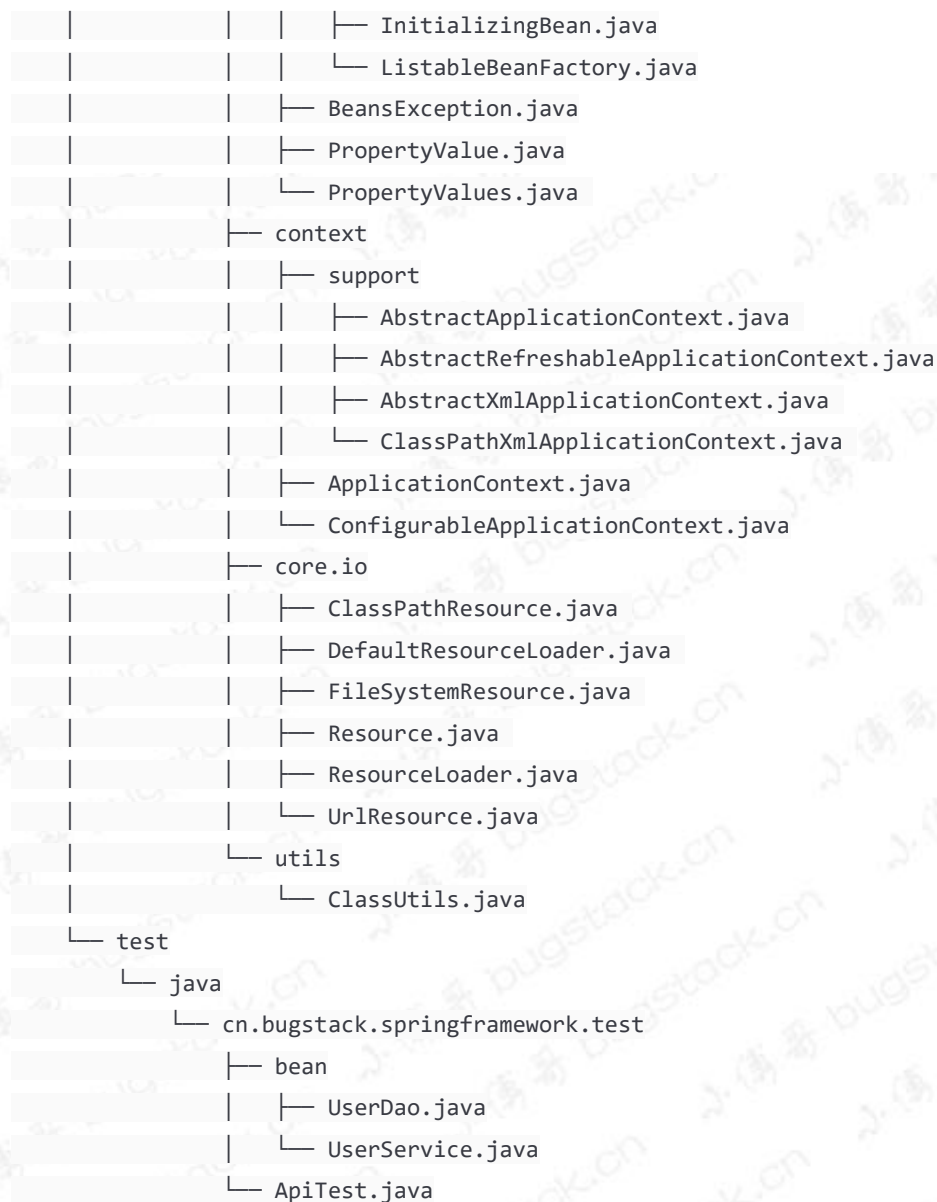 │           │   │   ├── InitializingBean.java
│           │   │   └── ListableBeanFactory.java
│           │   ├── BeansException.java
│           │   ├── PropertyValue.java
│           │   └── PropertyValues.java
│           ├── context
│           │   ├── support
│           │   │   ├── AbstractApplicationContext.java
│           │   │   ├── AbstractRefreshableApplicationContext.java
│           │   │   ├── AbstractXmlApplicationContext.java
│           │   │   └── ClassPathXmlApplicationContext.java
│           │   ├── ApplicationContext.java
│           │   └── ConfigurableApplicationContext.java
│           ├── core.io
│           │   ├── ClassPathResource.java
│           │   ├── DefaultResourceLoader.java
│           │   ├── FileSystemResource.java
│           │   ├── Resource.java
│           │   ├── ResourceLoader.java
│           │   └── UrlResource.java
│           └── utils
│               └── ClassUtils.java
└── test
    └── java
        └── cn.bugstack.springframework.test
            ├── bean
            │   ├── UserDao.java
            │   └── UserService.java
            └── ApiTest.java